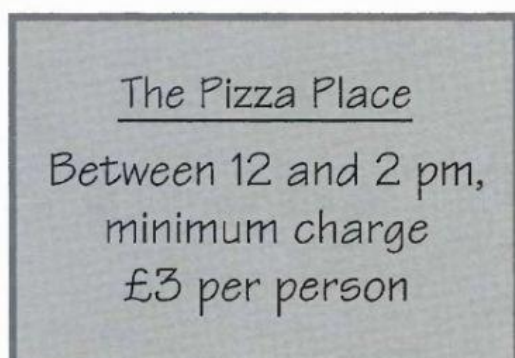 The Pizza Place
Between 12 and 2 pm,
minimum charge
£3 per person